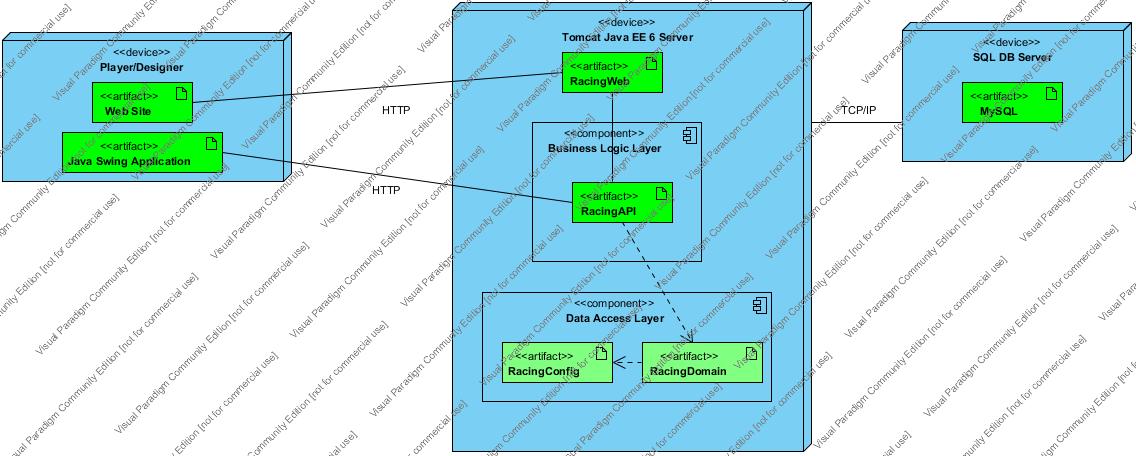 <<device>>
Player/Designer
<<artifact>>
Web Site
<<artifact>>
Java Swing Application
HTTP
HTTP
<<device>>
Tomcat Java EE 6 Server
<<artifact>>
RacingWeb
<<component>>
Business Logic Layer
<<artifact>>
RacingAPI
<<component>>
Data Access Layer
<<artifact>>
RacingConfig
<<artifact>>
RacingDomain
TCP/IP
<<device>>
SQL DB Server
<<artifact>>
MySQL
Visual Paradigm Community Edition [not for commercial use]